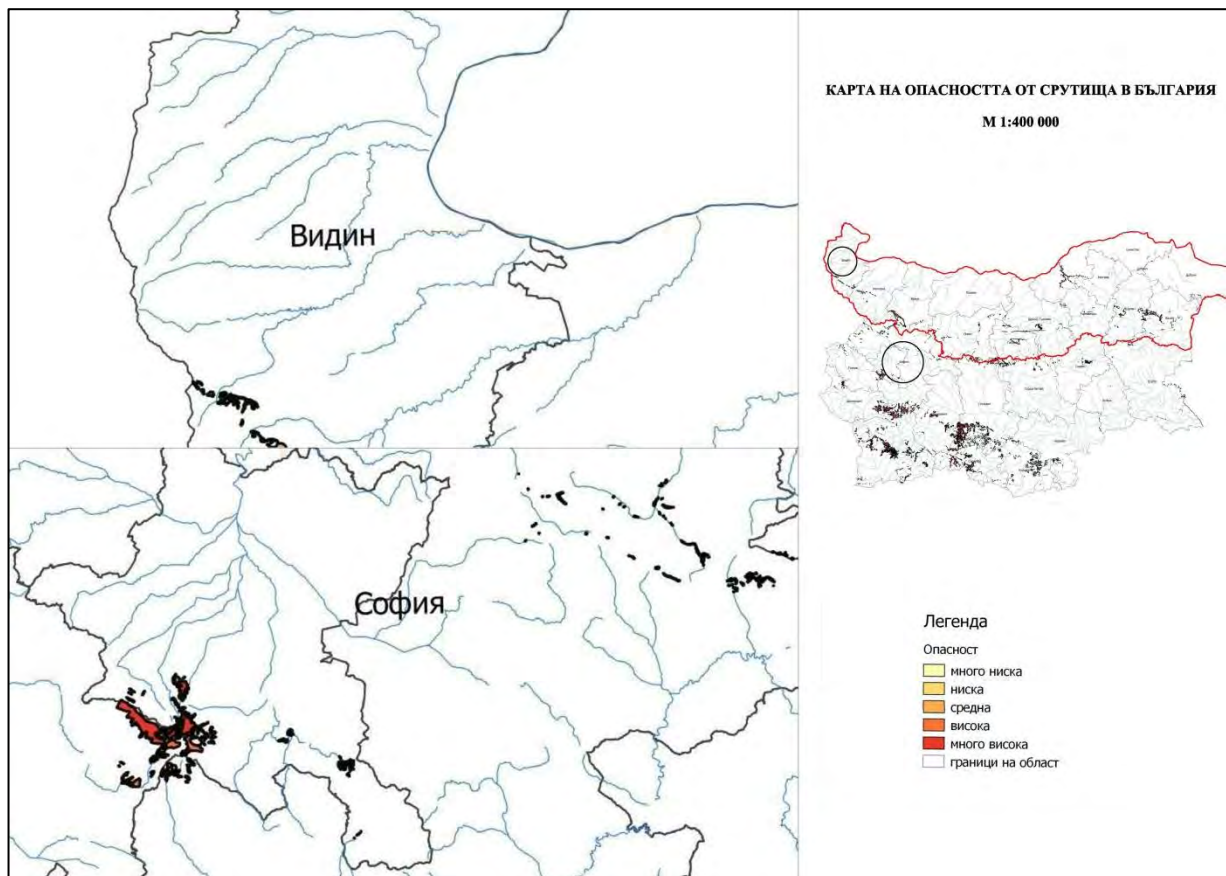 Видин
София
КАРТА НА ОПАСНОСТТА ОТ СРУТИЩА В БЪЛГАРИЯ
М 1:400 000
Легенда
Опасност
много ниска
ниска
средна
висока
много висока
граници на област